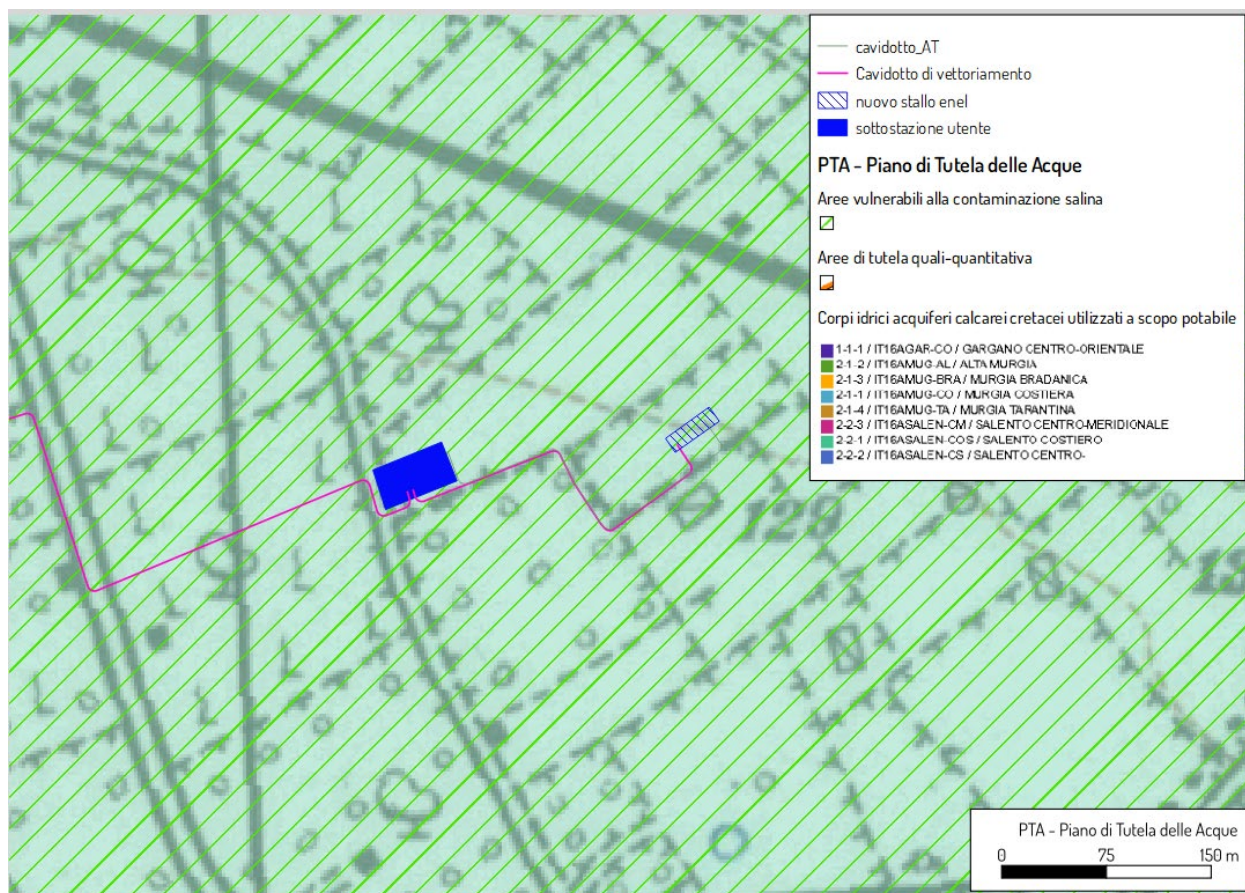 cavidotto_AT
Cavidotto di vettoriamento
nuovo stallo enel
sottostazione utente
PTA - Piano di Tutela delle Acque
Aree vulnerabili alla contaminazione salina
Aree di tutela quali-quantitativa
Corpi idrici acquiferi calcarei cretacei utilizzati a scopo potabile
1-1-1 / IT16AGAR-CO / GARGANO CENTRO-ORIENTALE
2-1-2 / IT16AMUG-AL / ALTA MURGIA
2-1-3 / IT16AMUG-BRA / MURGIA BRADANICA
2-1-1 / IT16AMUG-CO / MURGIA COSTIERA
2-1-4 / IT16AMUG-TA / MURGIA TARANTINA
2-2-3 / IT16ASALEN-CM / SALENTO CENTRO-MERIDIONALE
2-2-1 / IT16ASALEN-COS / SALENTO COSTIERO
2-2-2 / IT16ASALEN-CS / SALENTO CENTRO-
120
PTA - Piano di Tutela delle Acque
0 75 150 m